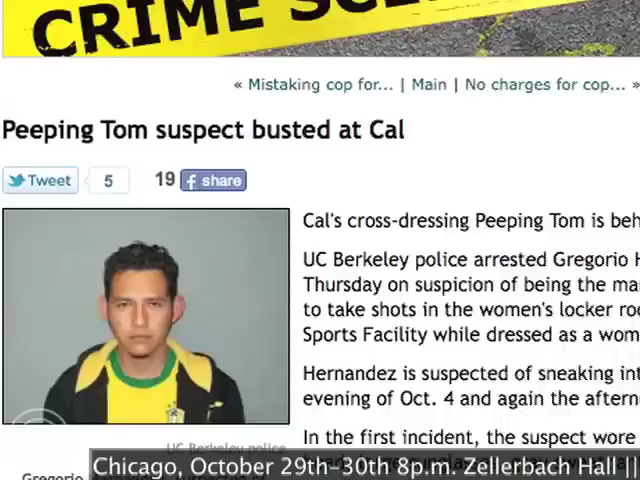 CRIME SCE
« Mistaking cop for... | Main | No charges for cop... »
Peeping Tom suspect busted at Cal
Tweet 5 19 f share
Cal's cross-dressing Peeping Tom is beh
UC Berkeley police arrested Gregorio H
Thursday on suspicion of being the ma
to take shots in the women's locker roo
Sports Facility while dressed as a wom
Hernandez is suspected of sneaking int
evening of Oct. 4 and again the aftern
In the first incident, the suspect wore
UC Berkeley police
Gregorio
Chicago, October 29th-30th 8p.m. Zellerbach Hall ||